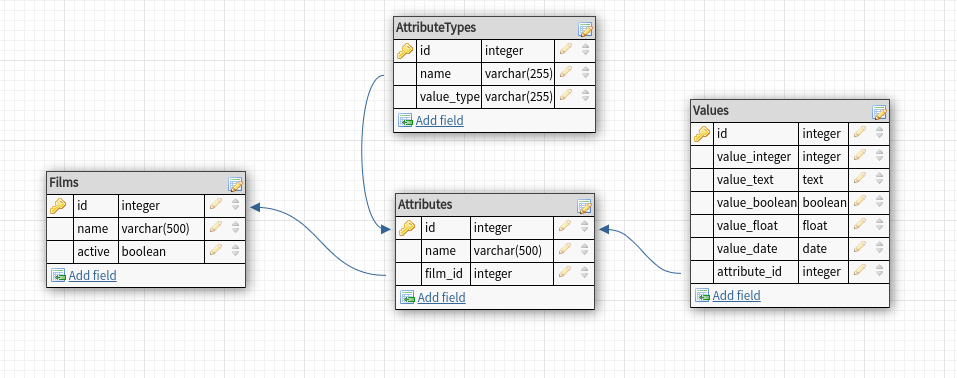 AttributeTypes
id integer
name varchar(255)
value_type varchar(255)
Add field
Films
id integer
name varchar(500)
active boolean
Add field
Attributes
id integer
name varchar(500)
film_id integer
Add field
Values
id integer
value_integer integer
value_text text
value_boolean boolean
value_float float
value_date date
attribute_id integer
Add field